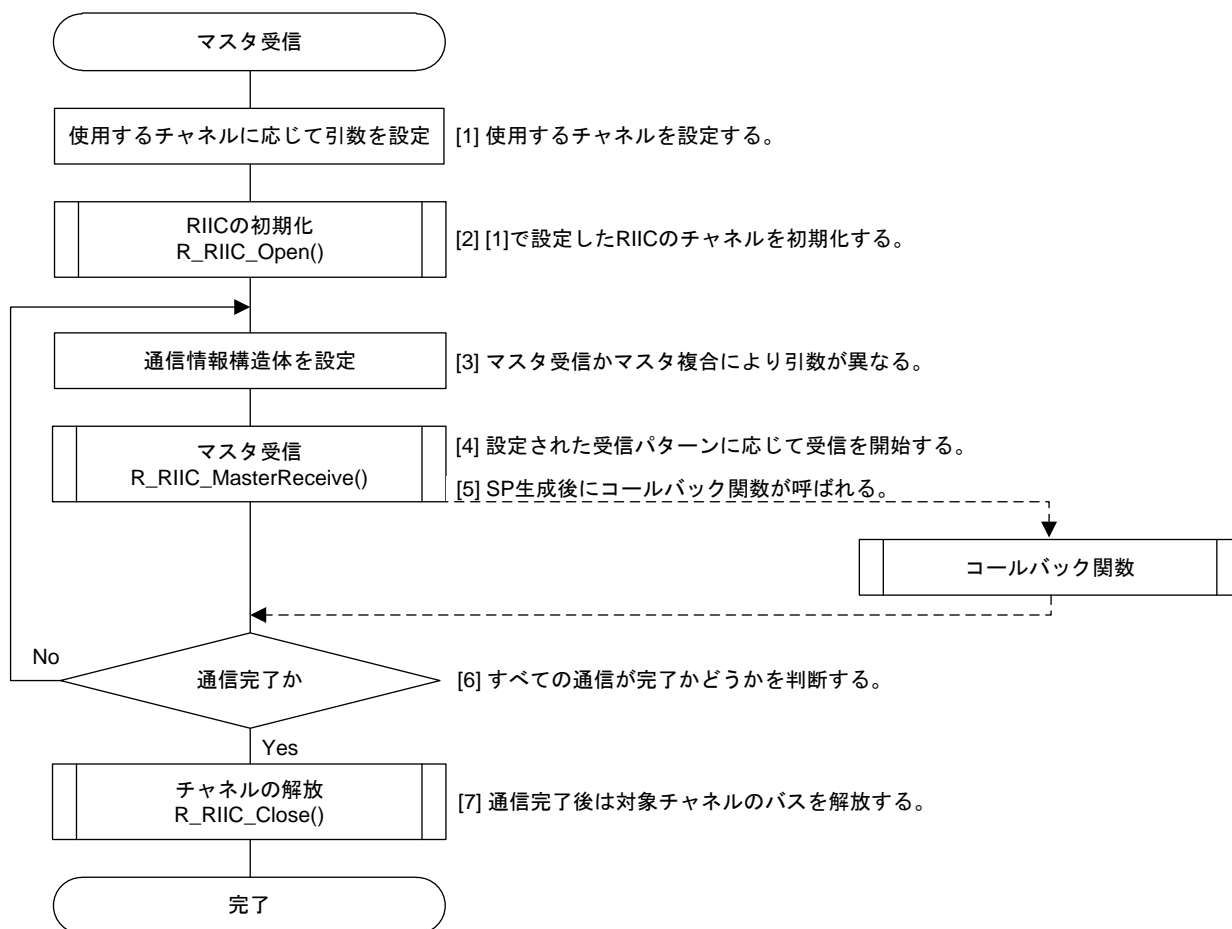 マスタ受信
使用するチャネルに応じて引数を設定
[1] 使用するチャネルを設定する。
RIICの初期化
R_RIIC_Open()
[2] [1]で設定したRIICのチャネルを初期化する。
通信情報構造体を設定
[3] マスタ受信かマスタ複合により引数が異なる。
マスタ受信
R_RIIC_MasterReceive()
[4] 設定された受信パターンに応じて受信を開始する。
[5] SP生成後にコールバック関数が呼ばれる。
コールバック関数
No
通信完了か
[6] すべての通信が完了かどうかを判断する。
Yes
チャネルの解放
R_RIIC_Close()
[7] 通信完了後は対象チャネルのバスを解放する。
完了